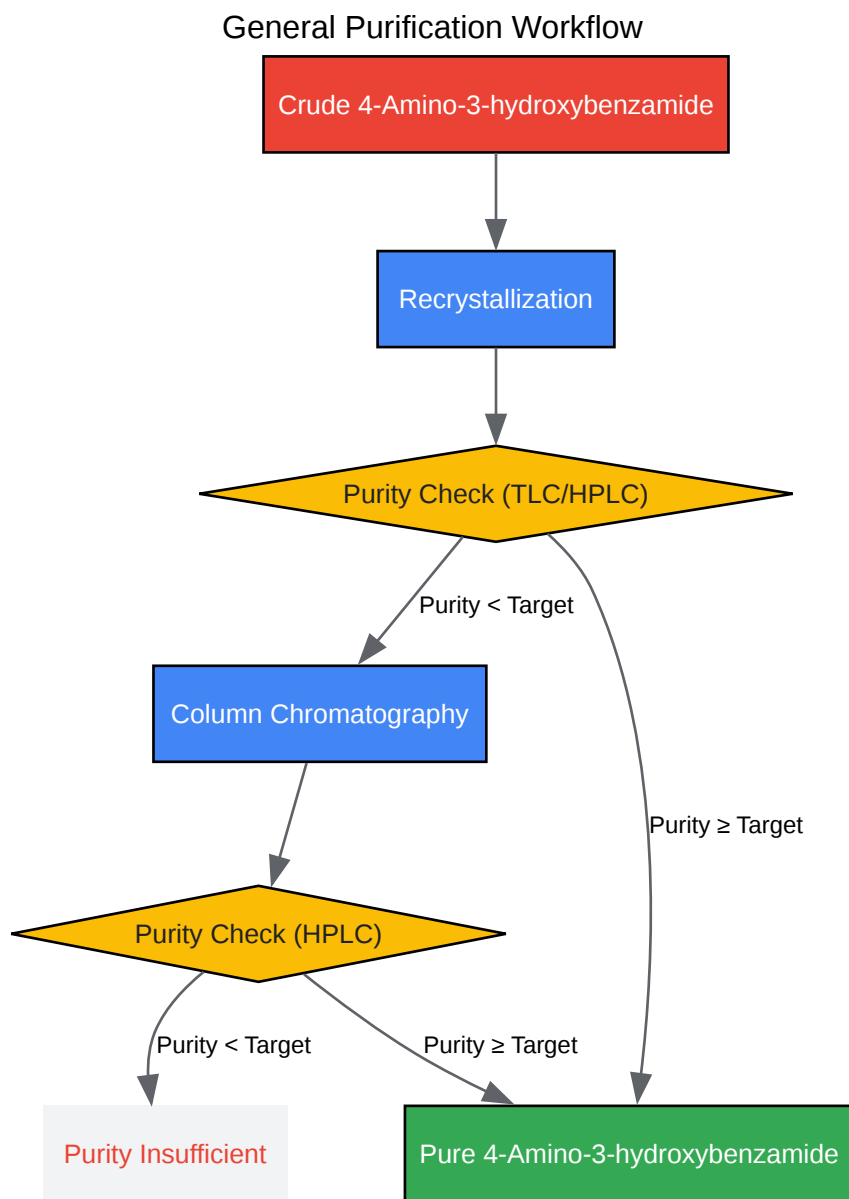 General Purification Workflow
Crude 4-Amino-3-hydroxybenzamide
Recrystallization
Purity Check (TLC/HPLC)
Purity < Target
Column Chromatography
Purity ≥ Target
Purity Check (HPLC)
Purity < Target
Purity ≥ Target
Purity Insufficient
Pure 4-Amino-3-hydroxybenzamide